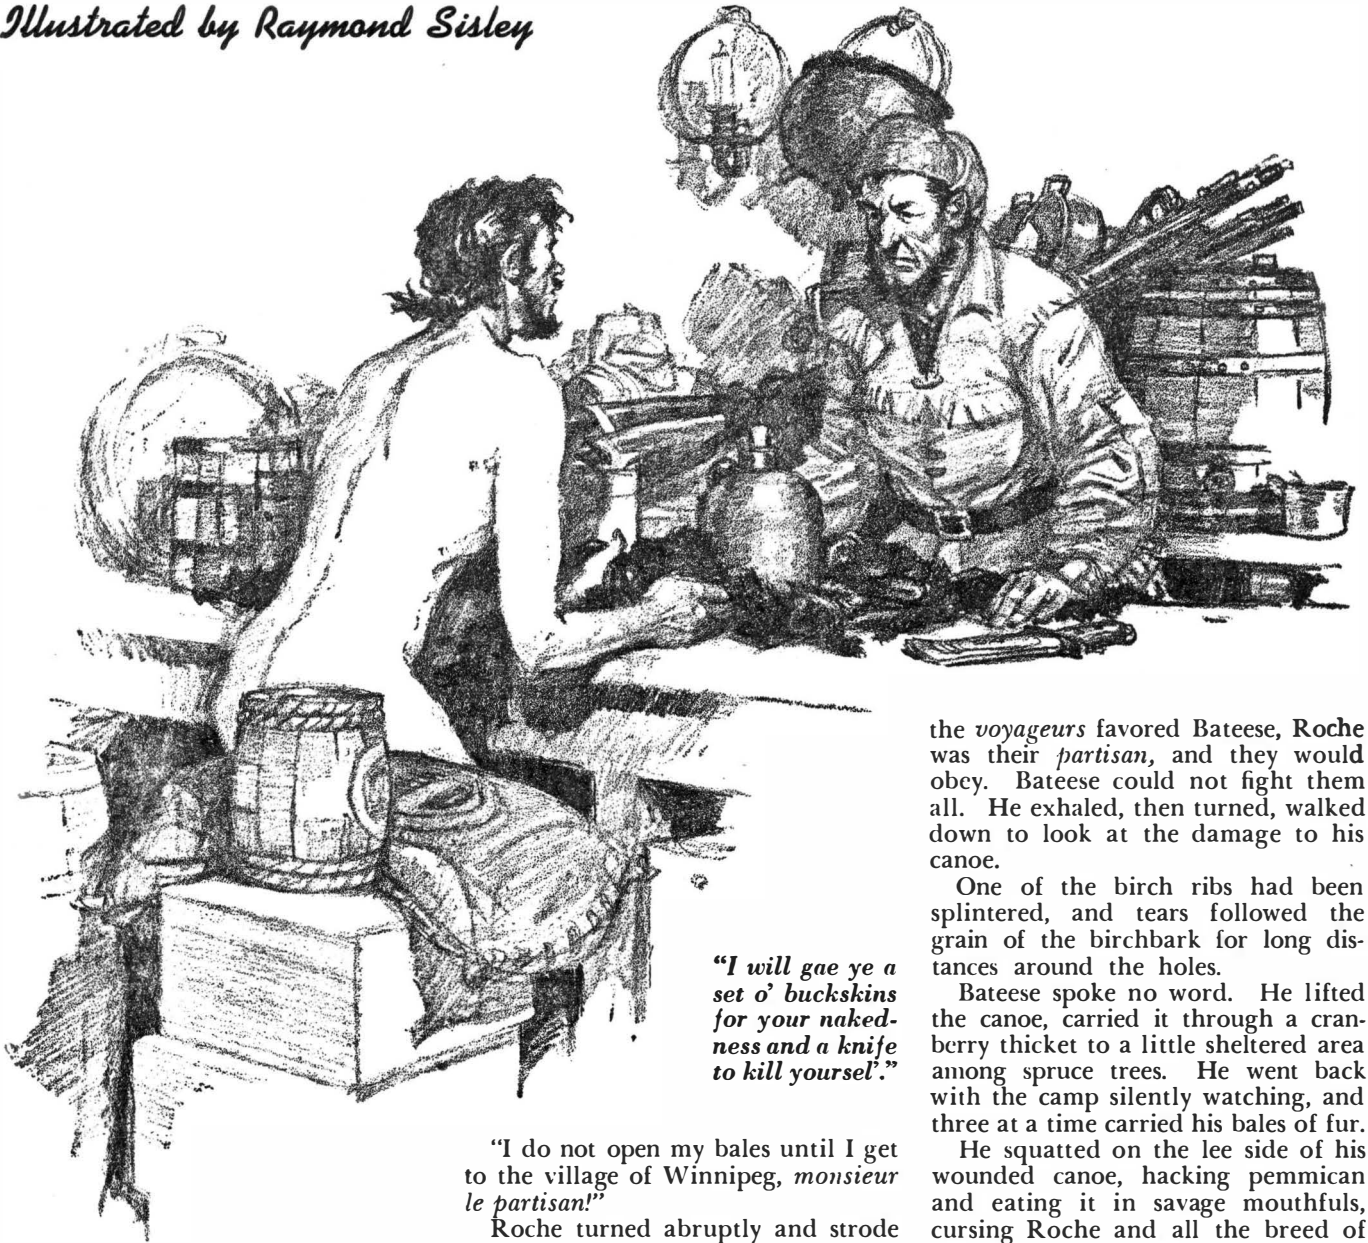 Illustrated by Raymond Sisley
"I will gae ye a
set o' buckskins
for your naked-
ness and a knife
to kill yoursel'."
"I do not open my bales until I get
to the village of Winnipeg, monsieur
le partisan!"
Roche turned abruptly and strode
the voyageurs favored Bateese, Roche
was their partisan, and they would
obey. Bateese could not fight them
all. He exhaled, then turned, walked
down to look at the damage to his
canoe.
One of the birch ribs had been
splintered, and tears followed the
grain of the birchbark for long dis-
tances around the holes.
Bateese spoke no word. He lifted
the canoe, carried it through a cran-
berry thicket to a little sheltered area
among spruce trees. He went back
with the camp silently watching, and
three at a time carried his bales of fur.
He squatted on the lee side of his
wounded canoe, hacking pemmican
and eating it in savage mouthfuls,
cursing Roche and all the breed of